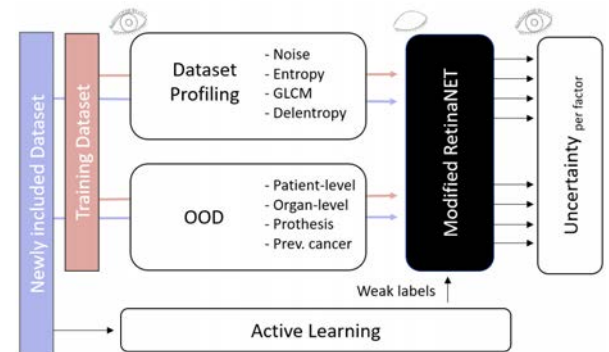 Newly included Dataset
Training Dataset
Dataset
Profiling
- Noise
- Entropy
- GLCM
- Delentropy
OOD
- Patient-level
- Organ-level
- Prothesis
- Prev. cancer
Modified RetinaNET
Uncertainty per factor
Weak labels
Active Learning